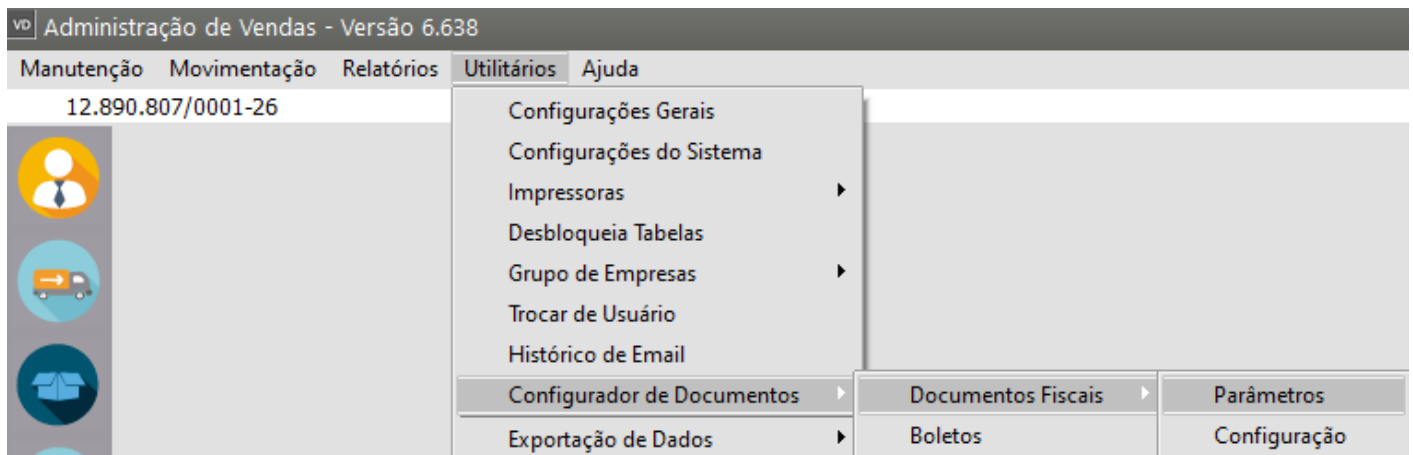 VD Administração de Vendas - Versão 6.638
Manutenção Movimentação Relatórios Utilitários Ajuda
12.890.807/0001-26
Configurações Gerais
Configurações do Sistema
Impressoras
Desbloqueia Tabelas
Grupo de Empresas
Trocar de Usuário
Histórico de Email
Configurador de Documentos Documentos Fiscais Parâmetros
Exportação de Dados Boletos Configuração